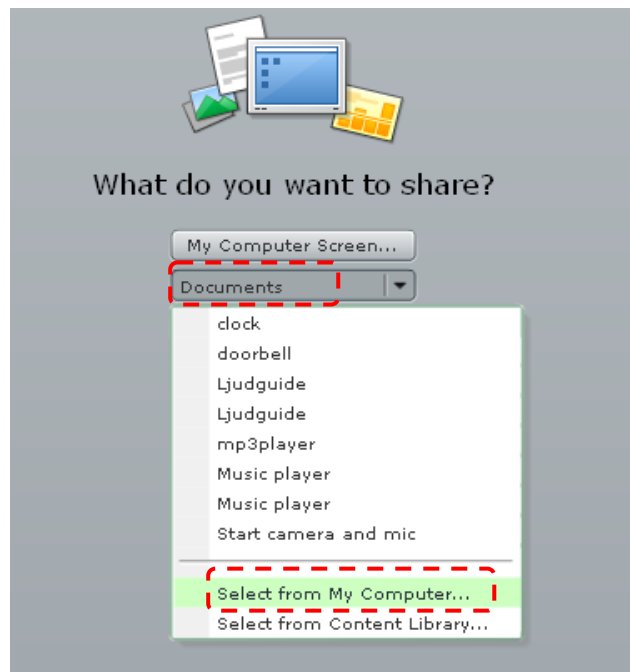 What do you want to share?
My Computer Screen...
Documents
clock
doorbell
Ljudguide
Ljudguide
mp3player
Music player
Music player
Start camera and mic
Select from My Computer...
Select from Content Library...